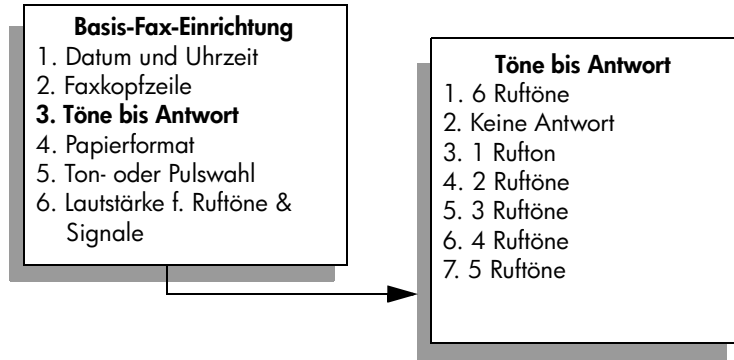 Basis-Fax-Einrichtung
1. Datum und Uhrzeit
2. Faxkopfzeile
3. Töne bis Antwort
4. Papierformat
5. Ton- oder Pulswahl
6. Lautstärke f. Ruftöne &
Signale
Töne bis Antwort
1. 6 Ruftöne
2. Keine Antwort
3. 1 Rufton
4. 2 Ruftöne
5. 3 Ruftöne
6. 4 Ruftöne
7. 5 Ruftöne